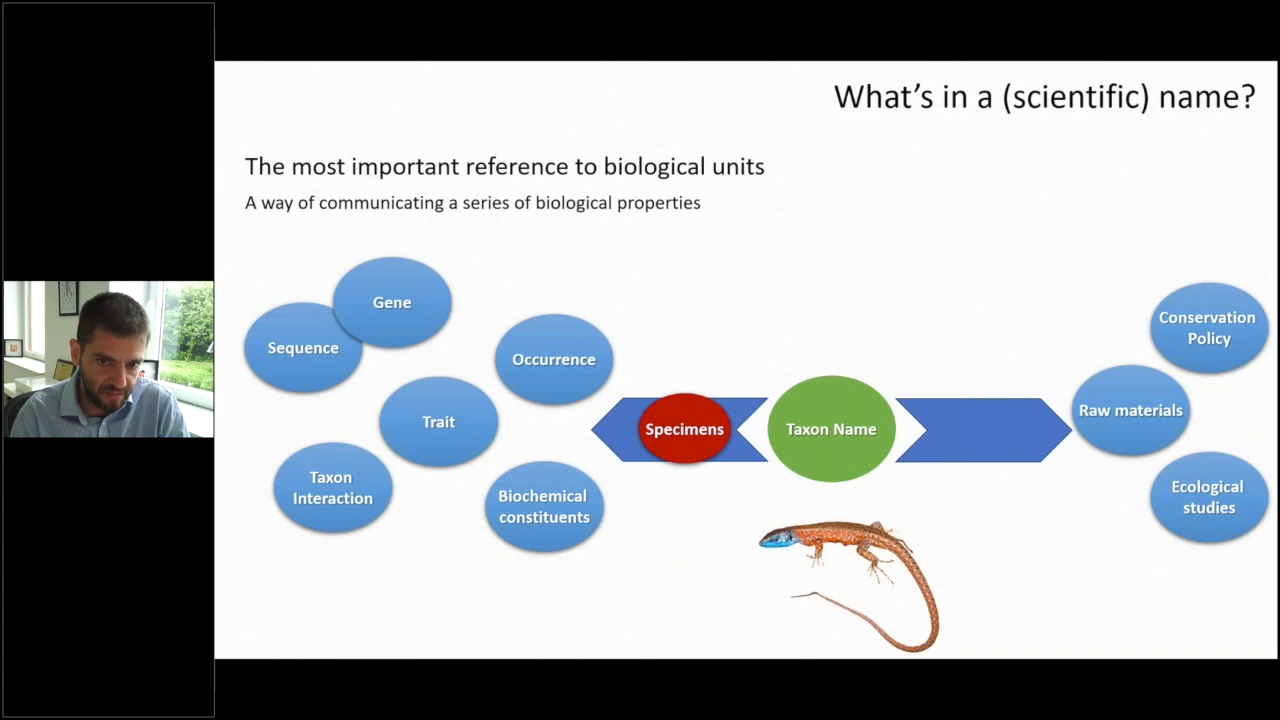 What's in a (scientific) name?
The most important reference to biological units
A way of communicating a series of biological properties
Gene
Sequence
Occurrence
Trait
Taxon
Interaction
Biochemical
constituents
Specimens
Taxon Name
Conservation
Policy
Raw materials
Ecological
studies